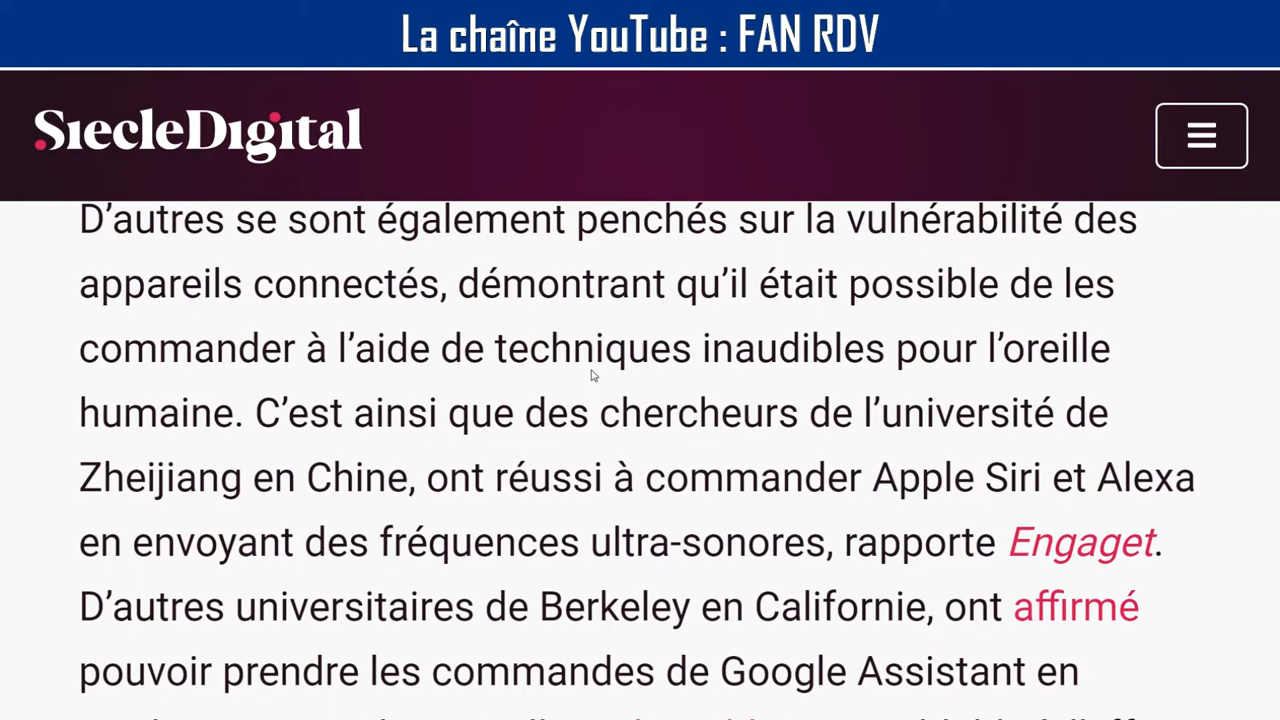 La chaîne YouTube : FAN RDV
SiecleDigital
D’autres se sont également penchés sur la vulnérabilité des
appareils connectés, démontrant qu’il était possible de les
commander à l’aide de techniques inaudibles pour l’oreille
humaine. C’est ainsi que des chercheurs de l’université de
Zheijiang en Chine, ont réussi à commander Apple Siri et Alexa
en envoyant des fréquences ultra-sonores, rapporte Engaget.
D’autres universitaires de Berkeley en Californie, ont affirmé
pouvoir prendre les commandes de Google Assistant en